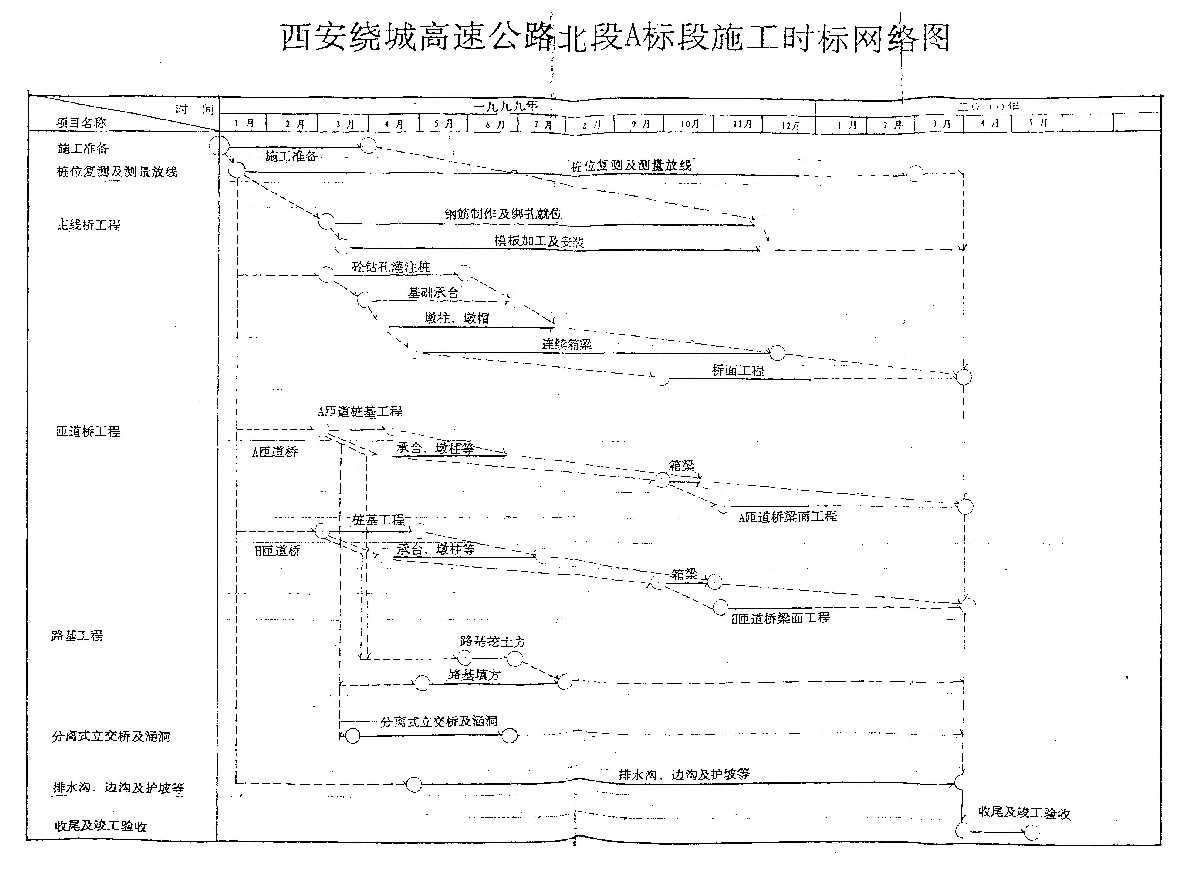 西安绕城高速公路北段A标段施工时标网络图
时 间
一九九九年
项目名称
1月 2月 3月 4月 5月 6月 7月 8月 9月 10月 11月 12月 1月 2月 3月 4月 5月
施工准备
施工准备
桩位复测及测量放线
桩位复测及测量放线
钢筋制作及绑扎
主线桥工程
模板加工及安装
砼钻孔灌注桩
基础承台
墩柱、墩帽
连续箱梁
桥面工程
A匝道桩基工程
匝道桥工程
A匝道桥
承台、墩柱等
箱梁
A匝道桥梁面工程
桩基工程
B匝道桥
承台、墩柱等
箱梁
B匝道桥梁面工程
路基工程
路基挖土方
路基填方
分离式立交桥及涵洞
分离式立交桥及涵洞
排水沟、边沟及护坡等
排水沟、边沟及护坡等
收尾及竣工验收
收尾及竣工验收